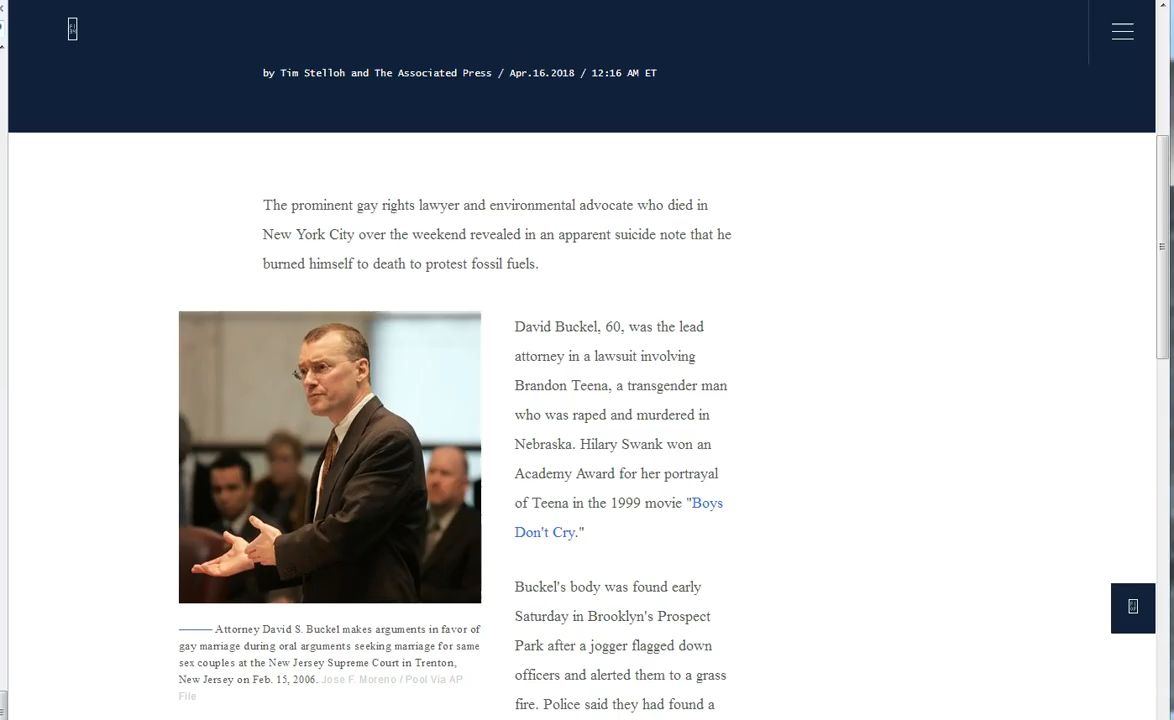 by Tim Stelloh and The Associated Press / Apr.16.2018 / 12:16 AM ET
The prominent gay rights lawyer and environmental advocate who died in
New York City over the weekend revealed in an apparent suicide note that he
burned himself to death to protest fossil fuels.
David Buckel, 60, was the lead
attorney in a lawsuit involving
Brandon Teena, a transgender man
who was raped and murdered in
Nebraska. Hilary Swank won an
Academy Award for her portrayal
of Teena in the 1999 movie "Boys
Don't Cry."
Buckel's body was found early
Saturday in Brooklyn's Prospect
Park after a jogger flagged down
officers and alerted them to a grass
fire. Police said they had found a
Attorney David S. Buckel makes arguments in favor of
gay marriage during oral arguments seeking marriage for same
sex couples at the New Jersey Supreme Court in Trenton,
New Jersey on Feb. 15, 2006. Jose F. Moreno / Pool Via AP
File